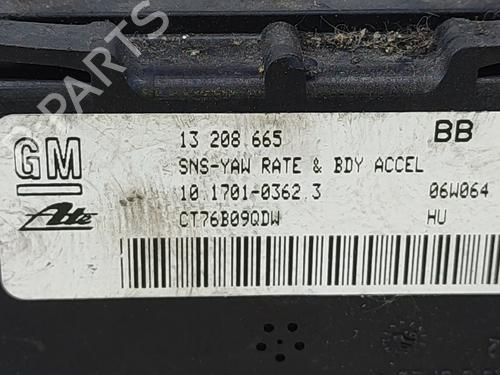 PARTS
13 208 665 BB
GM
SNS-YAW RATE & BDY ACCEL
10 1701-0362 3 06W064
Ate
CT76B09QDW HU